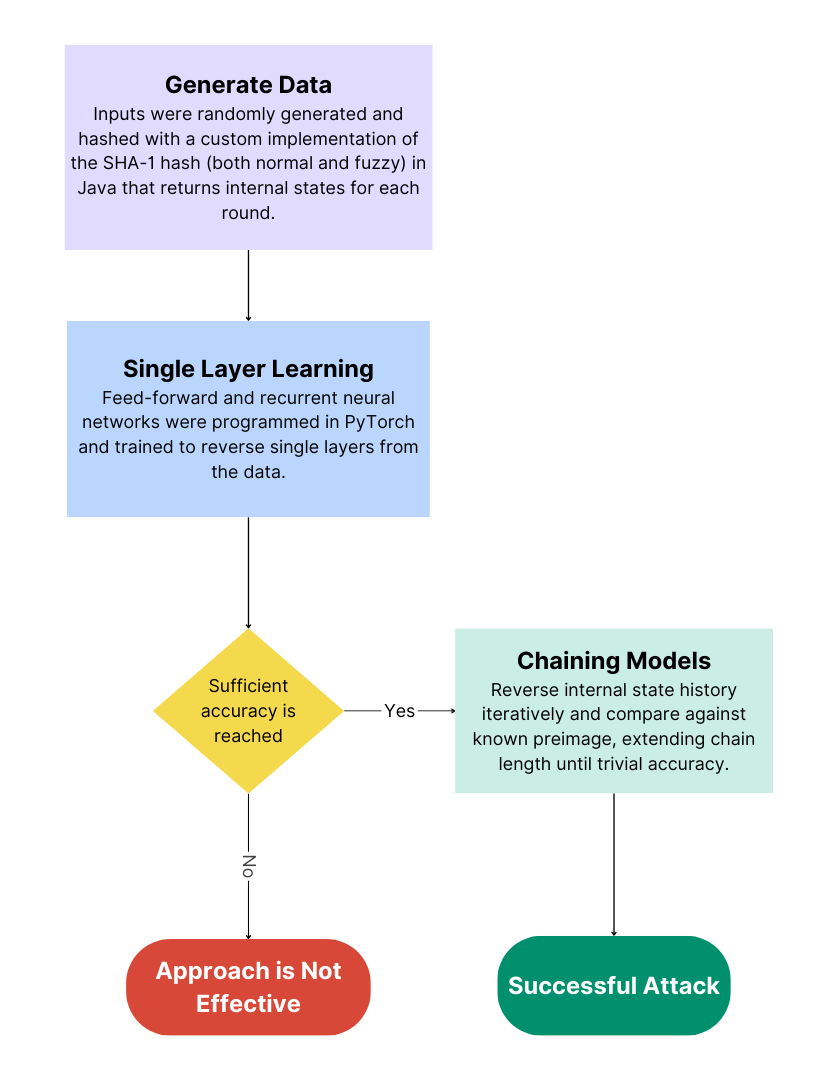 Generate Data
Inputs were randomly generated and
hashed with a custom implementation of
the SHA-1 hash (both normal and fuzzy) in
Java that returns internal states for each
round.
Single Layer Learning
Feed-forward and recurrent neural
networks were programmed in PyTorch
and trained to reverse single layers from
the data.
Sufficient
accuracy is
reached
Yes
Chaining Models
Reverse internal state history
iteratively and compare against
known preimage, extending chain
length until trivial accuracy.
No
Approach is Not
Effective
Successful Attack